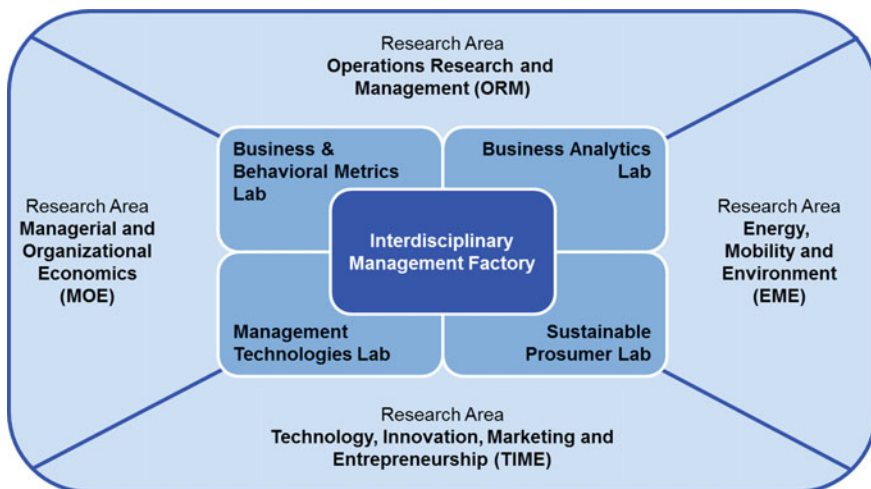 Research Area
Operations Research and
Management (ORM)
Business &
Behavioral Metrics
Lab
Business Analytics
Lab
Research Area
Managerial and
Organizational
Economics
(MOE)
Interdisciplinary
Management Factory
Research Area
Energy,
Mobility and
Environment
(EME)
Management
Technologies Lab
Sustainable
Prosumer Lab
Research Area
Technology, Innovation, Marketing and
Entrepreneurship (TIME)